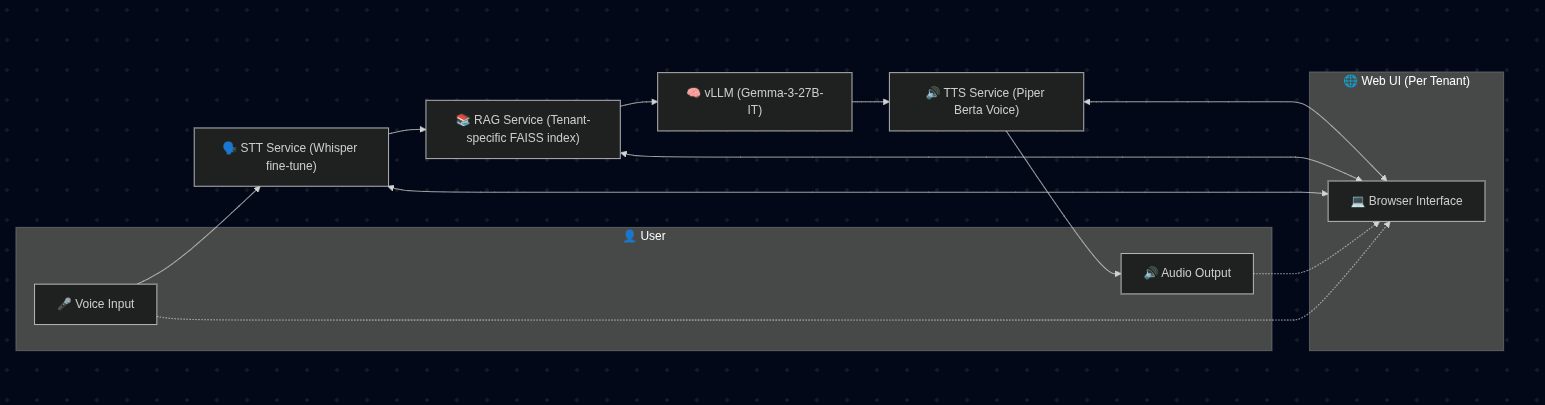 🌐 Web UI (Per Tenant)
🧠 vLLM (Gemma-3-27B-
IT)
🔊 TTS Service (Piper
Berta Voice)
📚 RAG Service (Tenant-
specific FAISS index)
🗣️ STT Service (Whisper
fine-tune)
💻 Browser Interface
👤 User
🔊 Audio Output
🎤 Voice Input